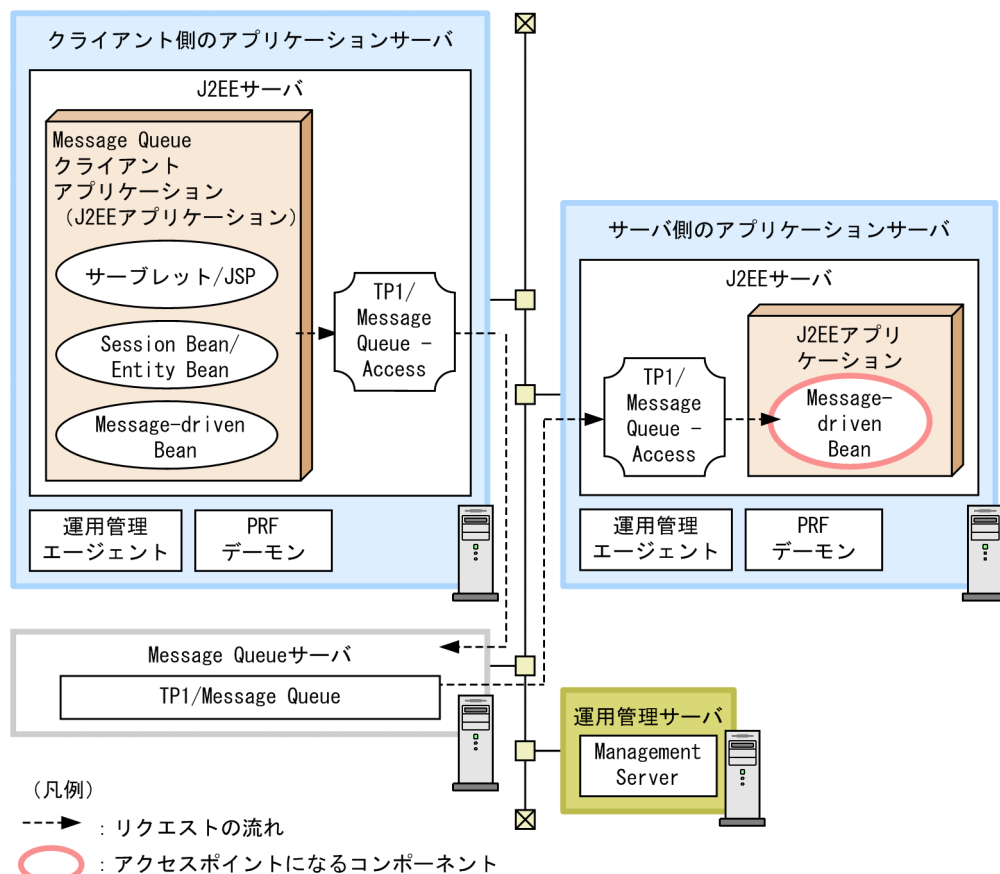 クライアント側のアプリケーションサーバ
J2EEサーバ
Message Queue
クライアント
アプリケーション
（J2EEアプリケーション）
サーブレット/JSP
Session Bean/
Entity Bean
Message-driven
Bean
TP1/
Message
Queue -
Access
運用管理
エージェント
PRF
デーモン
サーバ側のアプリケーションサーバ
J2EEサーバ
TP1/
Message
Queue -
Access
J2EEアプリ
ケーション
Message-
driven
Bean
運用管理
エージェント
PRF
デーモン
Message Queueサーバ
TP1/Message Queue
運用管理サーバ
Management
Server
（凡例）
：リクエストの流れ
：アクセスポイントになるコンポーネント